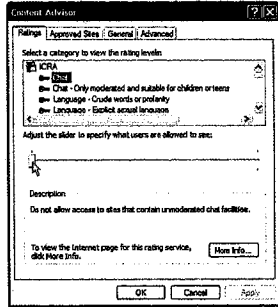 Content Advisor
Ratings Approved Sites General Advanced
Select a category to view the rating levels:
ICRA
Chat
Chat - Only moderated and suitable for children or teens
Language - Crude words or profanity
Language - Explicit sexual language
Adjust the slider to specify what users are allowed to see:
Description
Do not allow access to sites that contain unmoderated chat facilities.
To view the Internet page for this rating service,
click More Info.
More Info...
OK Cancel Apply